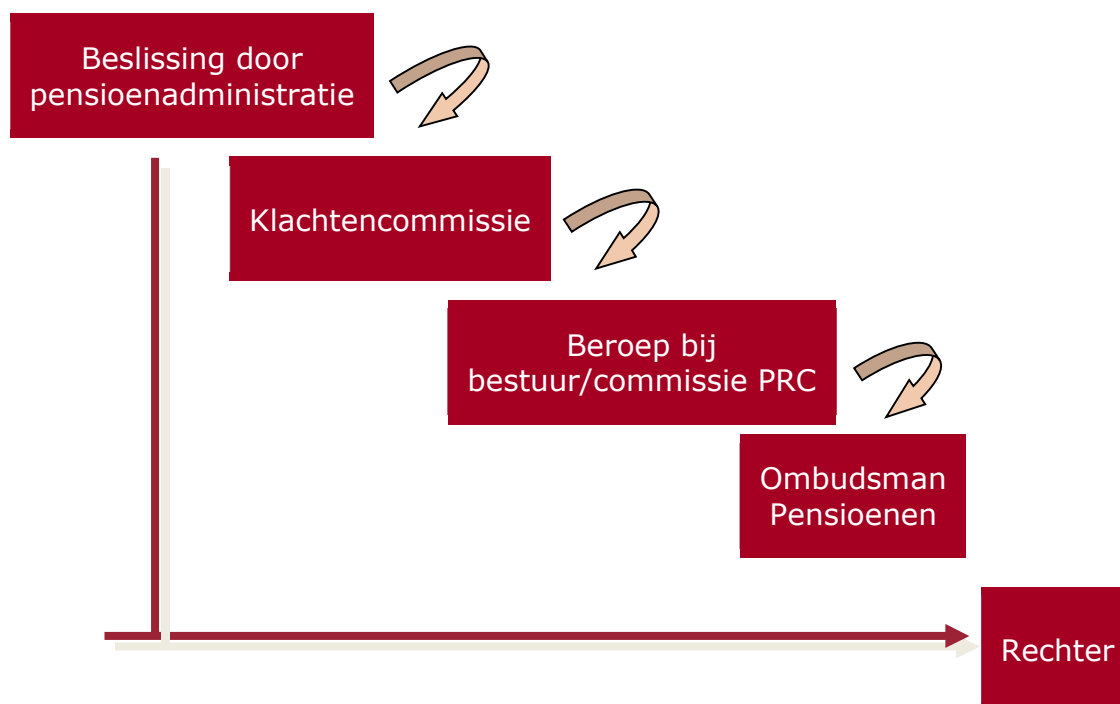 Beslissing door
pensioenadministratie
Klachtencommissie
Beroep bij
bestuur/commissie PRC
Ombudsman
Pensioenen
Rechter